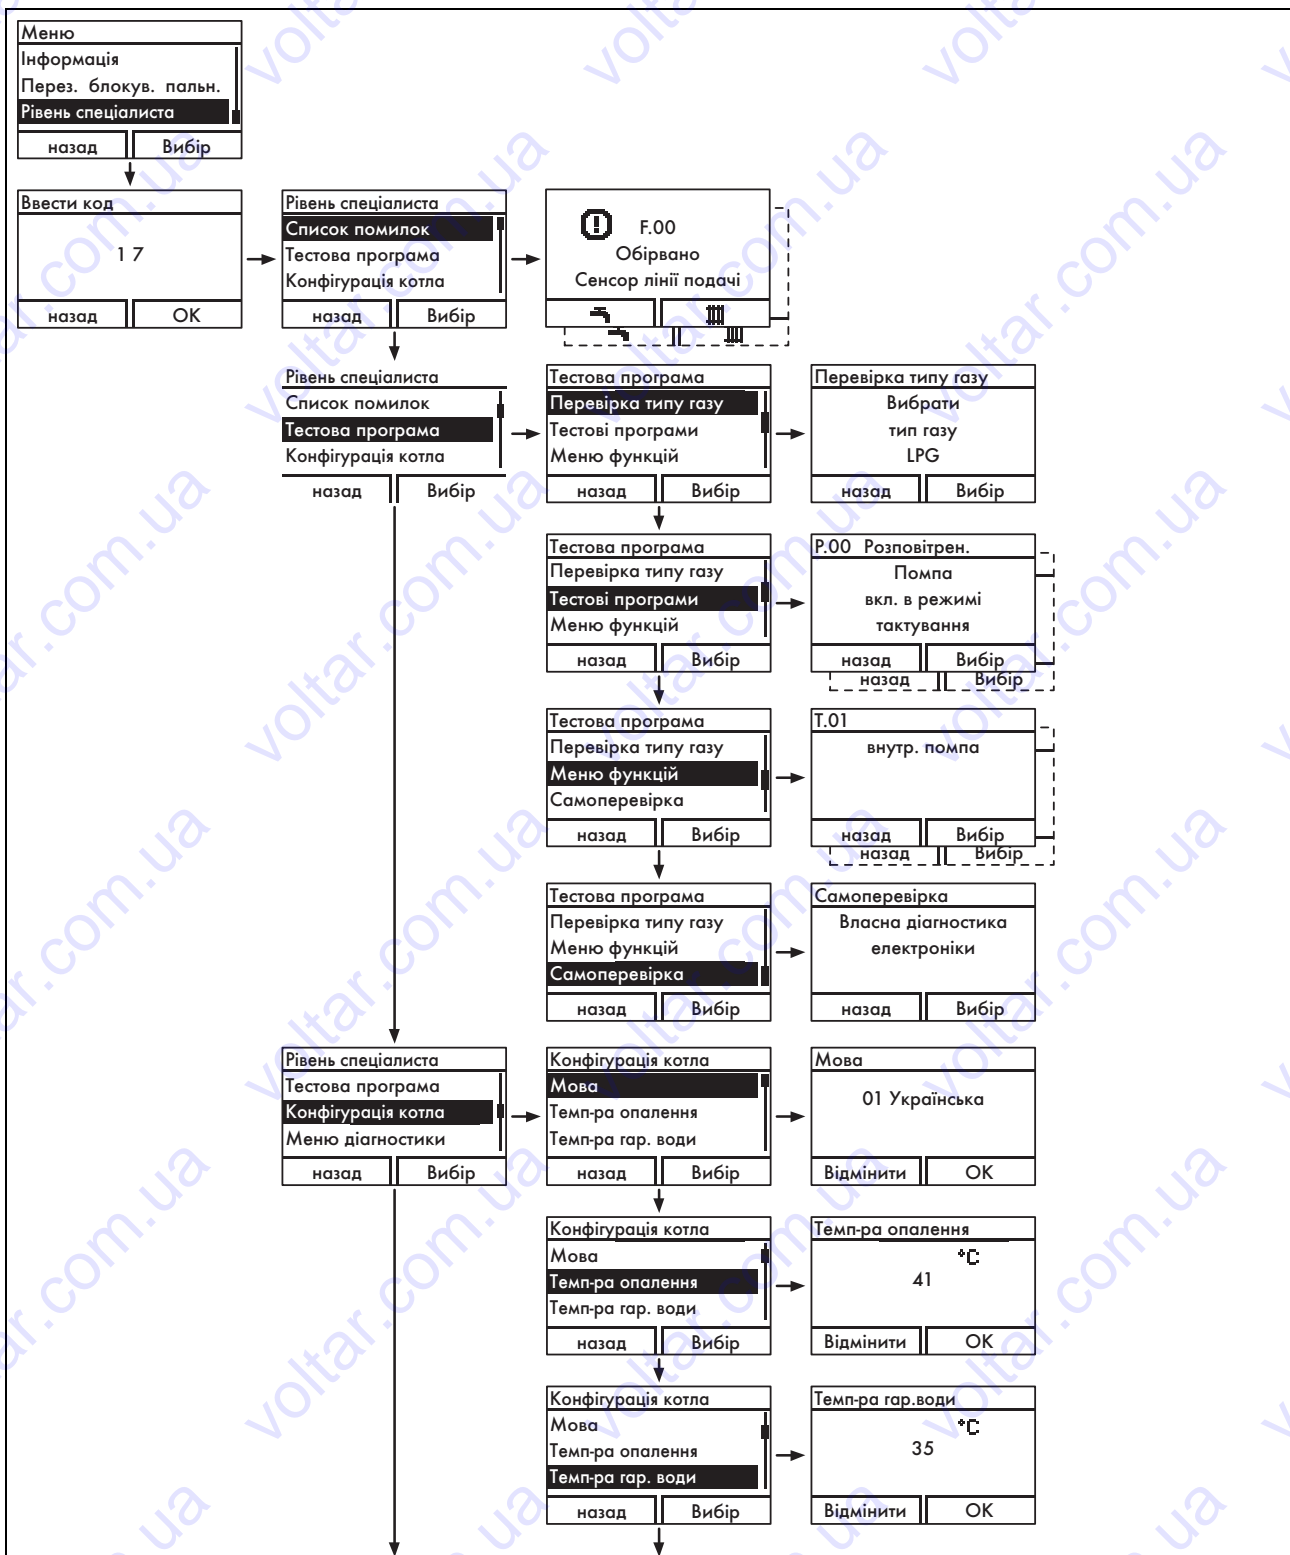 Меню
Інформація
Перез. блокув. пальн.
Рівень спеціалиста
назад Вибір
Ввести код
1 7
назад OK
Рівень спеціалиста
Список помилок
Тестова програма
Конфігурація котла
назад Вибір
F.00
Обірвано
Сенсор лінії подачі
Рівень спеціалиста
Список помилок
Тестова програма
Конфігурація котла
назад Вибір
Тестова програма
Перевірка типу газу
Тестові програми
Меню функцій
назад Вибір
Перевірка типу газу
Вибрати
тип газу
LPG
назад Вибір
Тестова програма
Перевірка типу газу
Тестові програми
Меню функцій
назад Вибір
P.00 Розповітрен.
Помпа
вкл. в режимі
тактування
назад Вибір
назад Вибір
Тестова програма
Перевірка типу газу
Меню функцій
Самоперевірка
назад Вибір
T.01
внутр. помпа
назад Вибір
назад Вибір
Тестова програма
Перевірка типу газу
Меню функцій
Самоперевірка
назад Вибір
Самоперевірка
Власна діагностика
електроніки
назад Вибір
Рівень спеціалиста
Тестова програма
Конфігурація котла
Меню діагностики
назад Вибір
Конфігурація котла
Мова
Темп-ра опалення
Темп-ра гар. води
назад Вибір
Мова
01 Українська
Відмінити OK
Конфігурація котла
Мова
Темп-ра опалення
Темп-ра гар. води
назад Вибір
Темп-ра опалення
°C
41
Відмінити OK
Конфігурація котла
Мова
Темп-ра опалення
Темп-ра гар. води
назад Вибір
Темп-ра гар.води
°C
35
Відмінити OK
voltar.com.ua